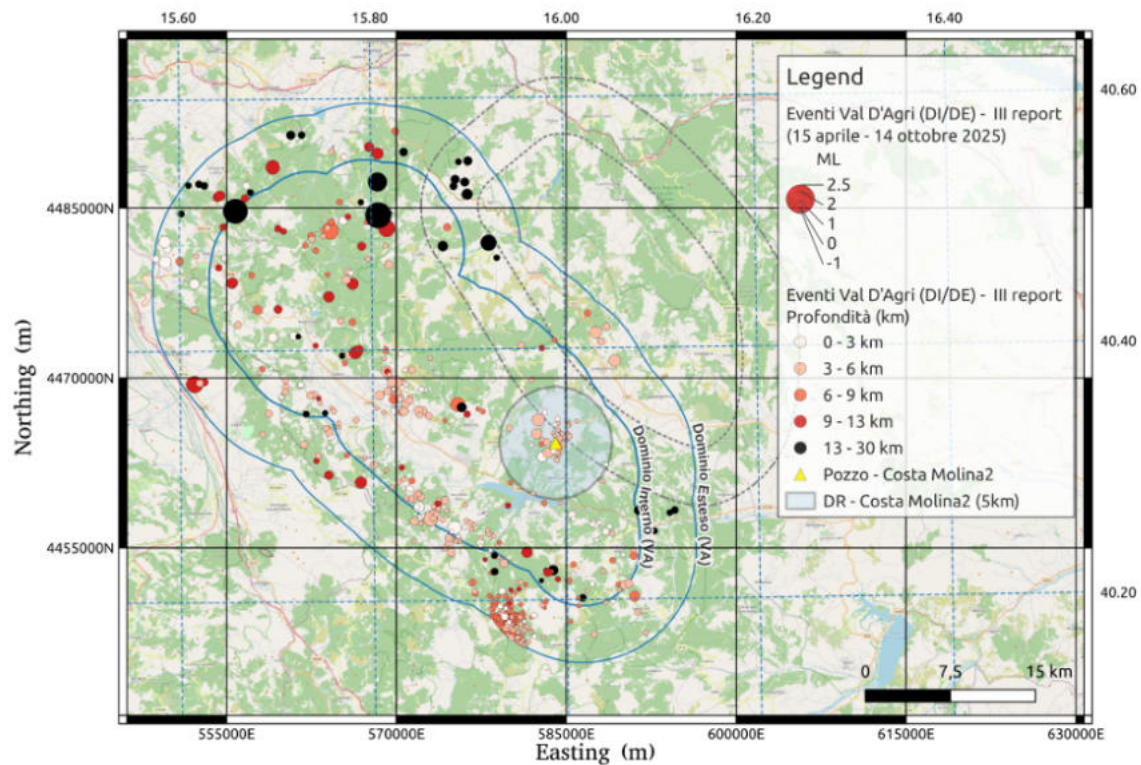 15.60 15.80 16.00 16.20 16.40
Legend
Eventi Val D'Agri (DI/DE) - III report
(15 aprile - 14 ottobre 2025)
ML
2.5
2
1
0
-1
Eventi Val D'Agri (DI/DE) - III report
Profondità (km)
0 - 3 km
3 - 6 km
6 - 9 km
9 - 13 km
13 - 30 km
Pozzo - Costa Molina2
DR - Costa Molina2 (5km)
40.60
40.40
40.20
Northing (m)
4485000N
4470000N
4455000N
Dominio Interno (VA)
Dominio Esteso (VA)
0 7,5 15 km
555000E 570000E 585000E 600000E 615000E 630000E
Easting (m)